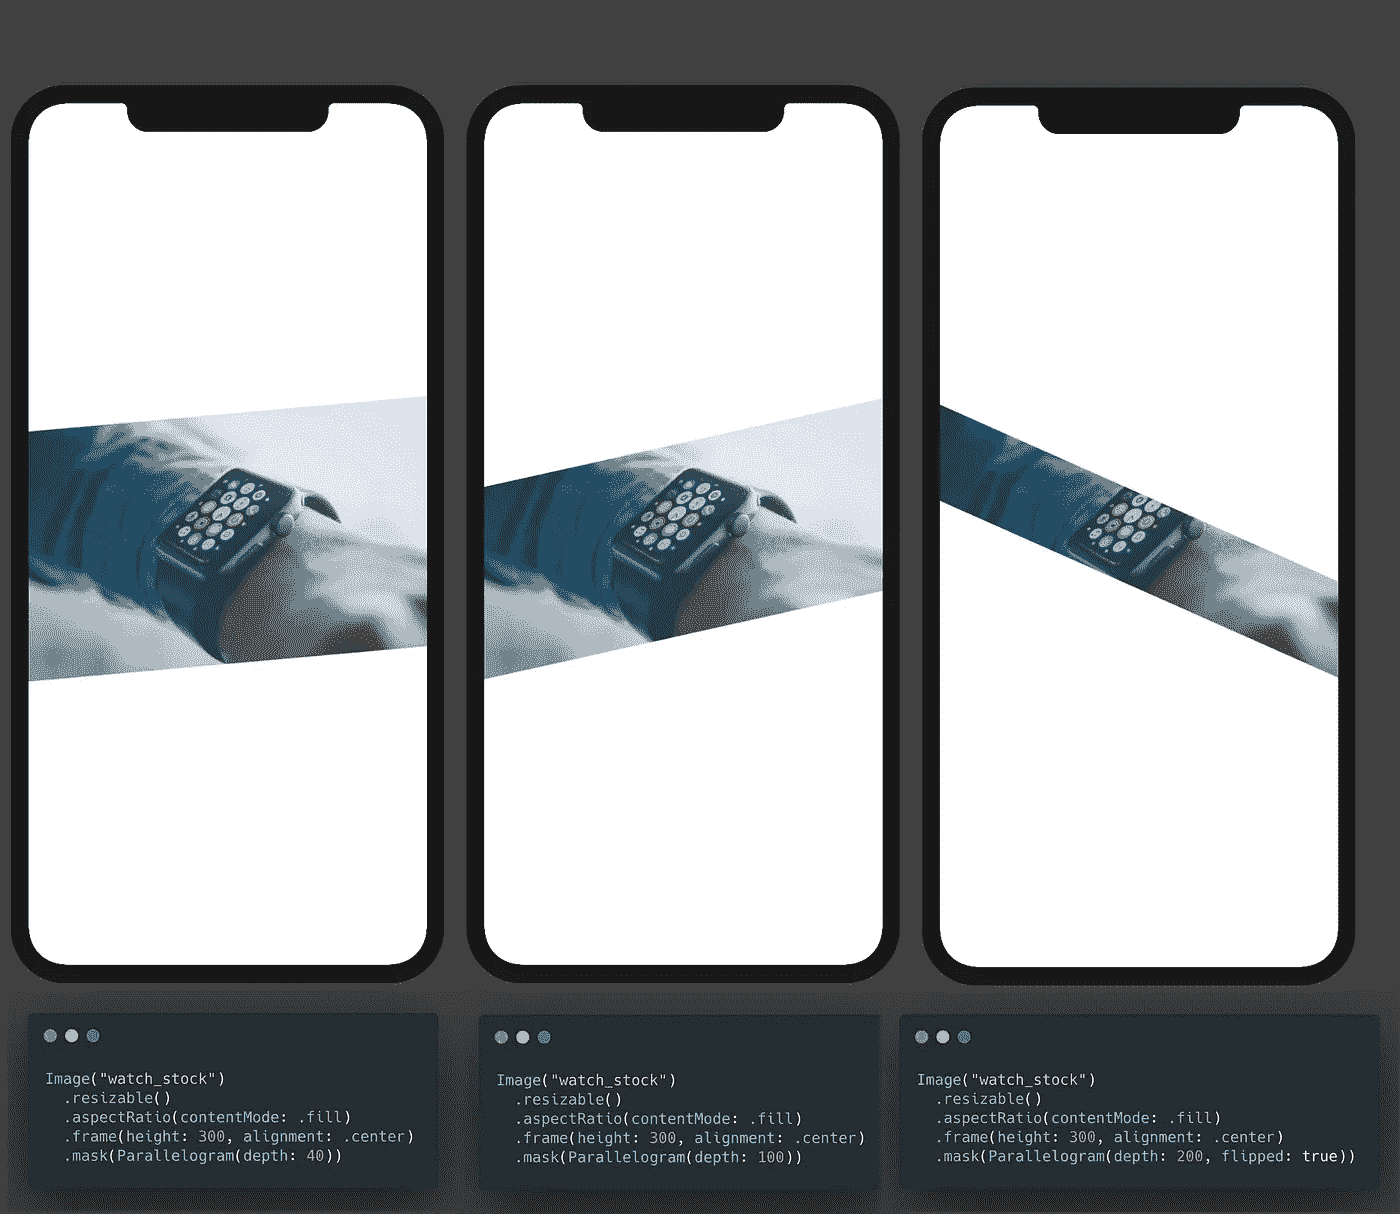 Image("watch_stock")
.resizable()
.aspectRatio(contentMode: .fill)
.frame(height: 300, alignment: .center)
.mask(Parallelogram(depth: 40))
Image("watch_stock")
.resizable()
.aspectRatio(contentMode: .fill)
.frame(height: 300, alignment: .center)
.mask(Parallelogram(depth: 100))
Image("watch_stock")
.resizable()
.aspectRatio(contentMode: .fill)
.frame(height: 300, alignment: .center)
.mask(Parallelogram(depth: 200, flipped: true))